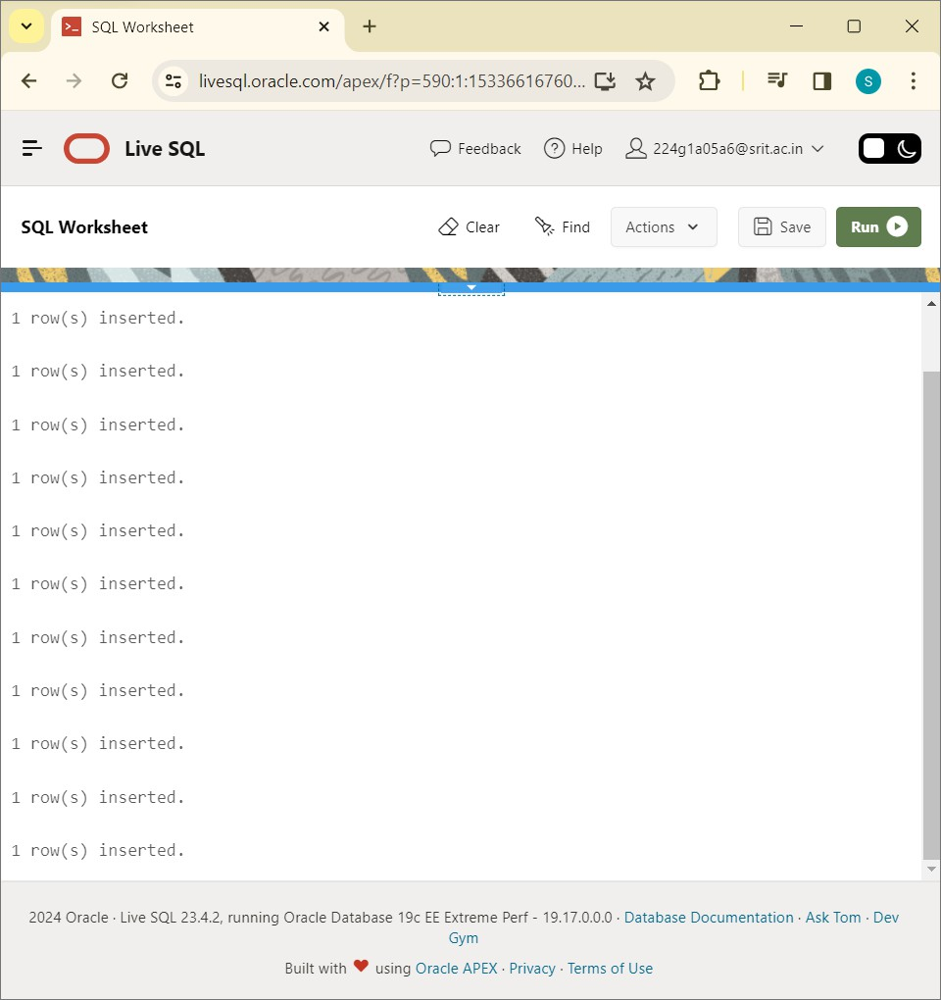 SQL Worksheet
livesql.oracle.com/apex/f?p=590:1:15336616760...
S
Live SQL
Feedback
Help
224g1a05a6@srit.ac.in
SQL Worksheet
Clear
Find
Actions
Save
Run
1 row(s) inserted.
1 row(s) inserted.
1 row(s) inserted.
1 row(s) inserted.
1 row(s) inserted.
1 row(s) inserted.
1 row(s) inserted.
1 row(s) inserted.
1 row(s) inserted.
1 row(s) inserted.
1 row(s) inserted.
2024 Oracle · Live SQL 23.4.2, running Oracle Database 19c EE Extreme Perf - 19.17.0.0.0 · Database Documentation · Ask Tom · Dev
Gym
Built with ❤ using Oracle APEX · Privacy · Terms of Use